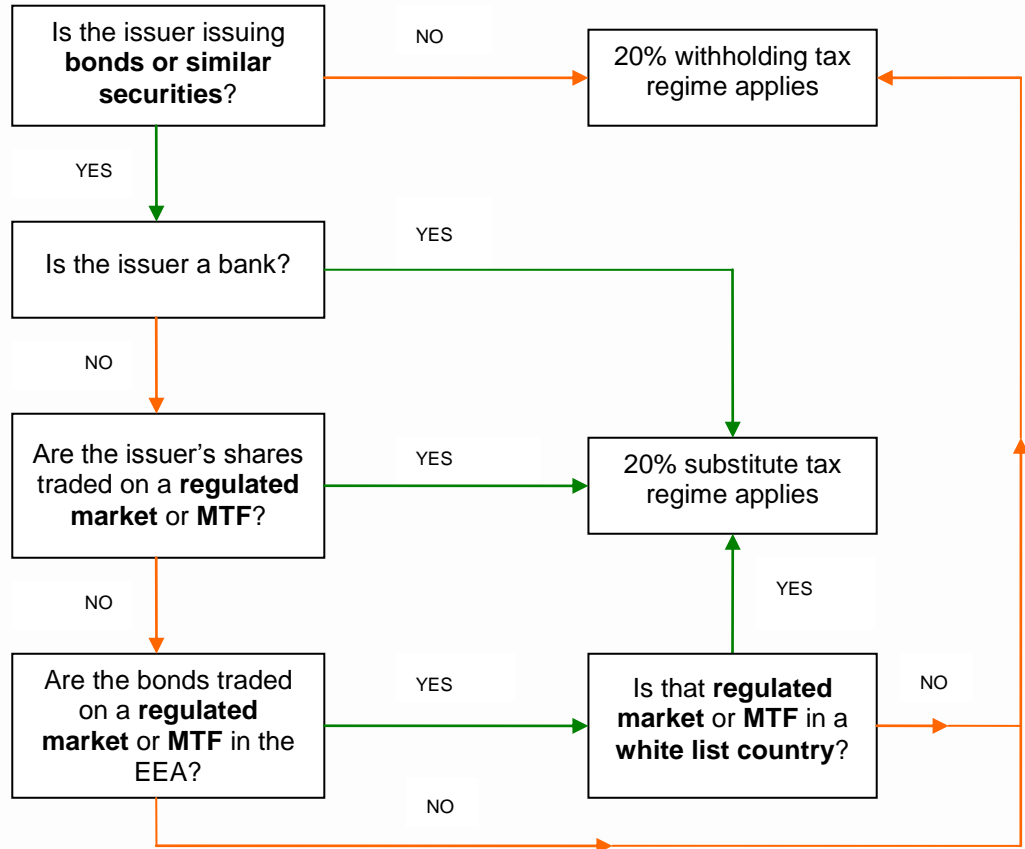 Is the issuer issuing
bonds or similar
securities?
NO
20% withholding tax
regime applies
YES
Is the issuer a bank?
YES
NO
Are the issuer’s shares
traded on a regulated
market or MTF?
YES
20% substitute tax
regime applies
NO
YES
Are the bonds traded
on a regulated
market or MTF in the
EEA?
YES
Is that regulated
market or MTF in a
white list country?
NO
NO